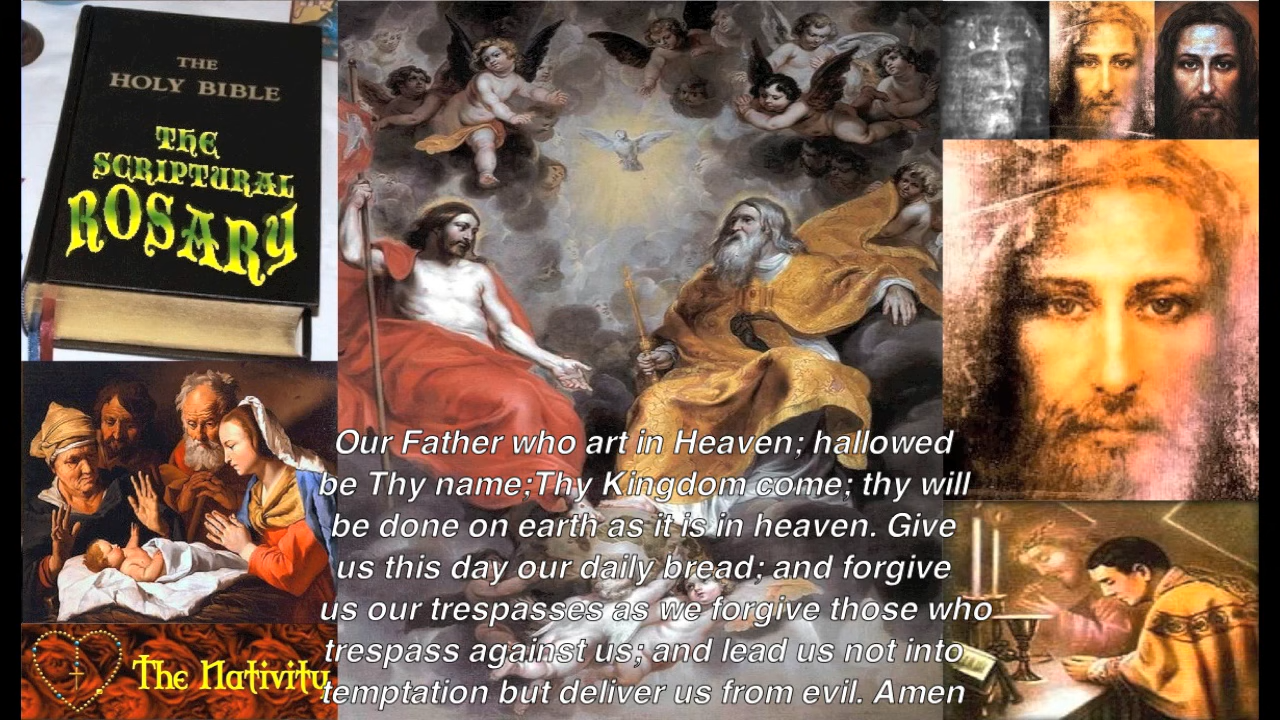 THE
HOLY BIBLE
THE
SCRIPTURAL
ROSARY
Our Father who art in Heaven; hallowed
be Thy name;Thy Kingdom come; thy will
be done on earth as it is in heaven. Give
us this day our daily bread; and forgive
us our trespasses as we forgive those who
trespass against us; and lead us not into
temptation but deliver us from evil. Amen
The Nativity